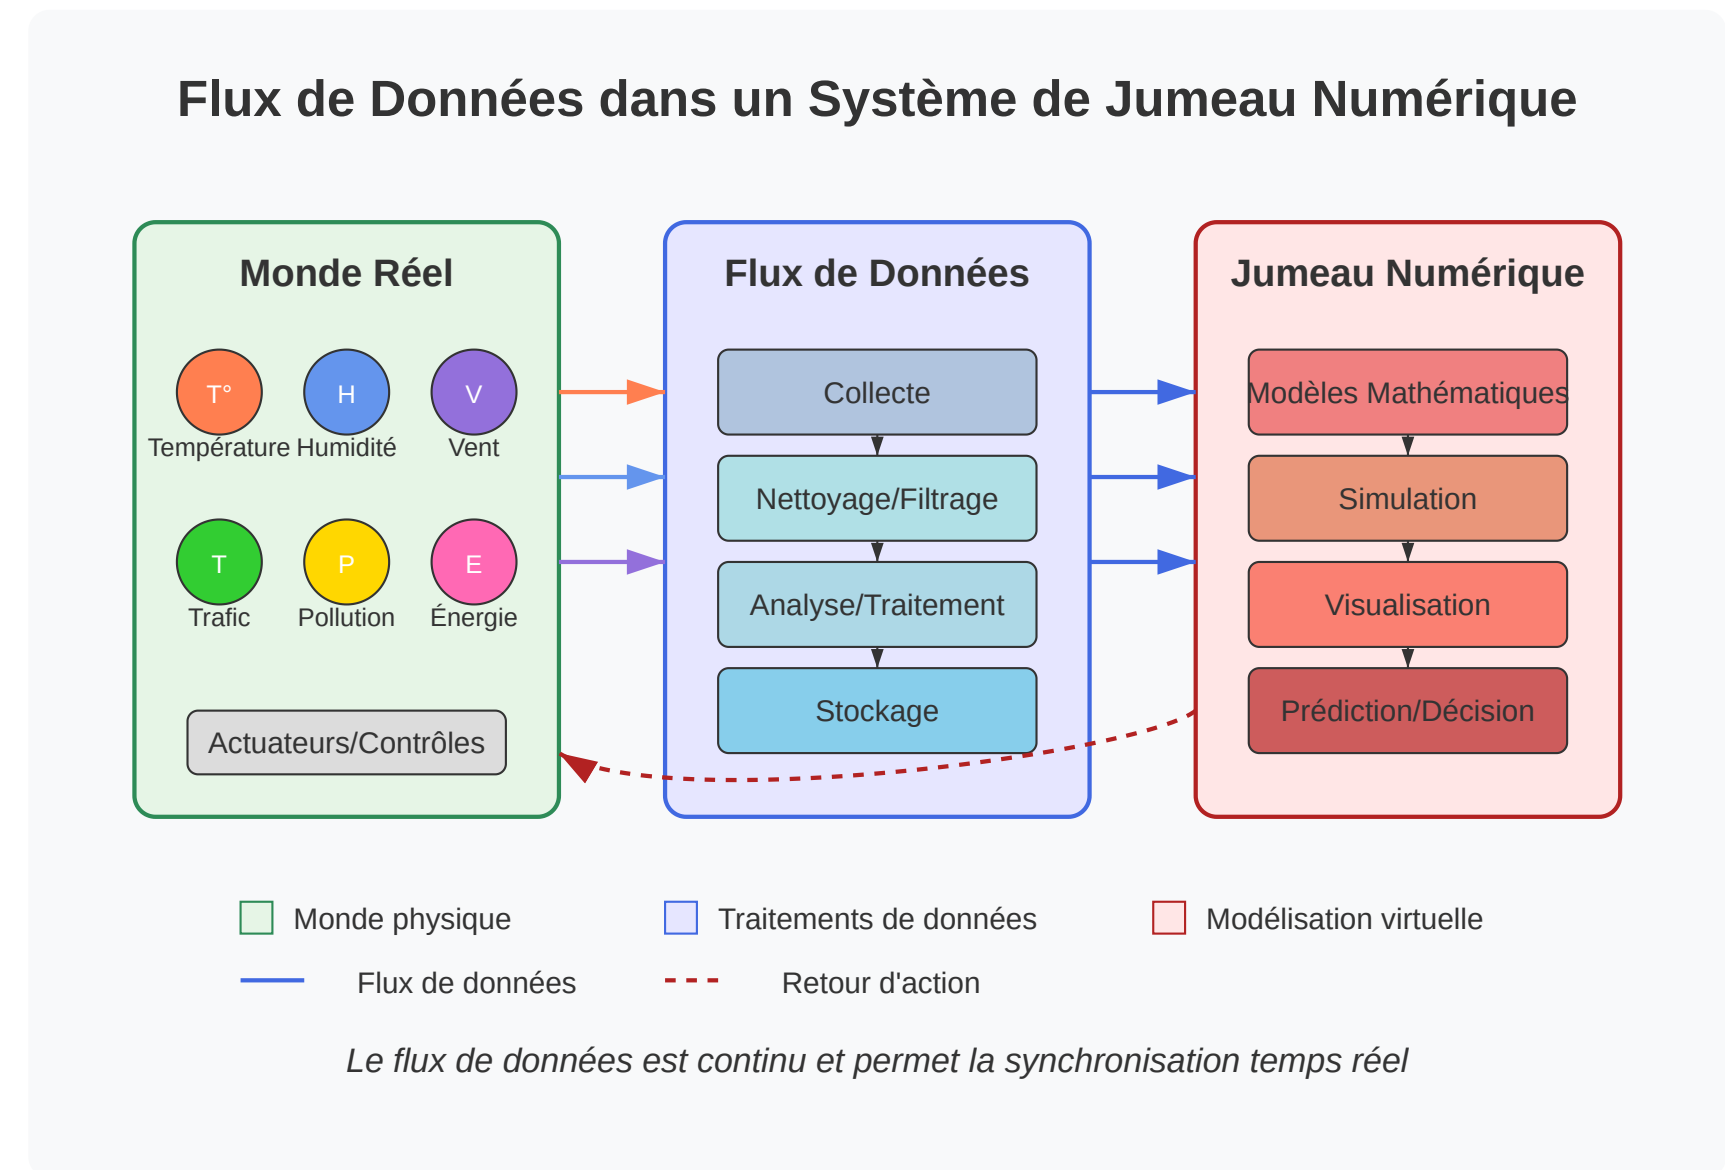 Flux de Données dans un Système de Jumeau Numérique
Monde Réel
T°
H
V
Température
Humidité
Vent
T
P
E
Trafic
Pollution
Énergie
Actuateurs/Contrôles
Flux de Données
Collecte
Nettoyage/Filtrage
Analyse/Traitement
Stockage
Jumeau Numérique
Modèles Mathématiques
Simulation
Visualisation
Prédiction/Décision
Monde physique
Traitements de données
Modélisation virtuelle
Flux de données
Retour d'action
Le flux de données est continu et permet la synchronisation temps réel